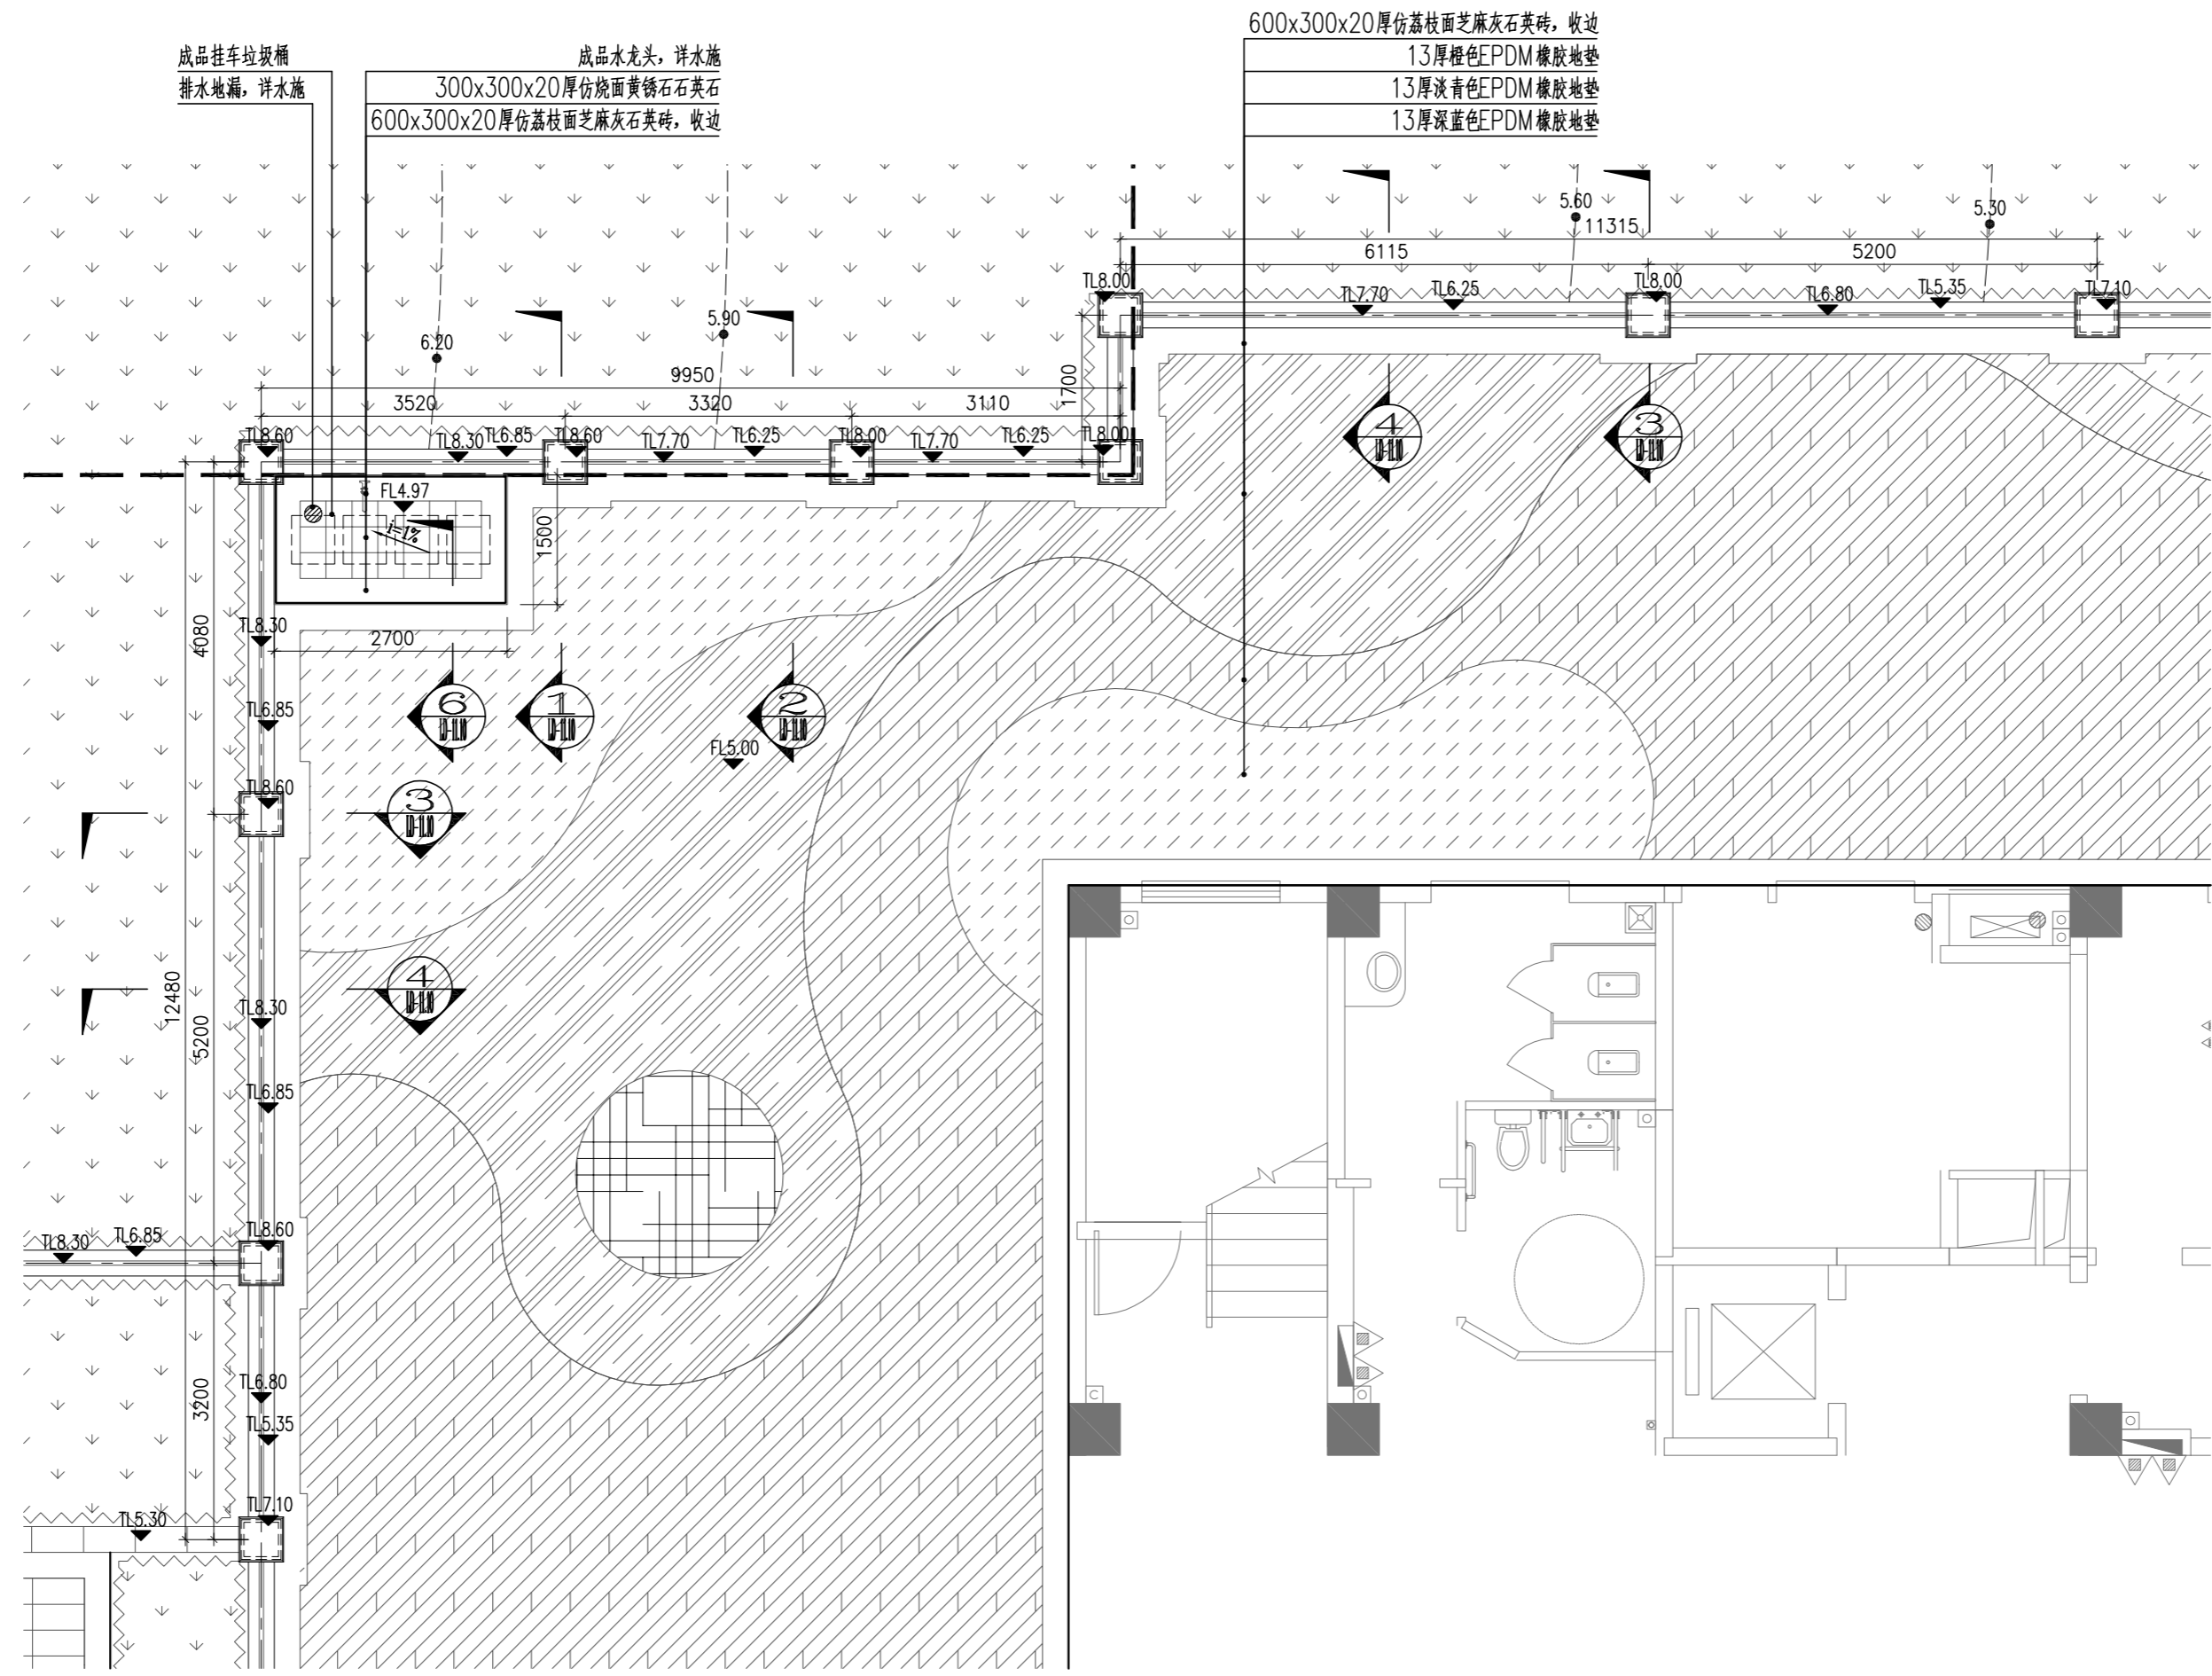 600x300x20厚仿荔枝面芝麻灰石英砖，收边
13厚橙色EPDM橡胶地垫
13厚淡青色EPDM橡胶地垫
13厚深蓝色EPDM橡胶地垫
成品挂车垃圾桶
排水地漏，详水施
成品水龙头，详水施
300x300x20厚仿烧面黄锈石石英石
600x300x20厚仿荔枝面芝麻灰石英砖，收边
5.60
5.30
11315
6115
5200
TL8.00
TL7.70
TL6.25
TL8.00
TL6.80
TL5.35
TL7.10
6.20
5.90
9950
1700
3520
3320
3110
TL8.60
TL8.30
TL6.85
TL8.60
TL7.70
TL6.25
TL8.00
TL7.70
TL6.25
TL8.00
4
3
FL4.97
i=1%
1500
4080
TL8.30
2700
6
1
2
TL6.85
FL5.00
TL8.60
3
4
12480
5200
TL8.30
TL6.85
TL8.30
TL6.85
TL8.60
3200
TL6.80
TL5.35
TL7.10
TL5.30
C